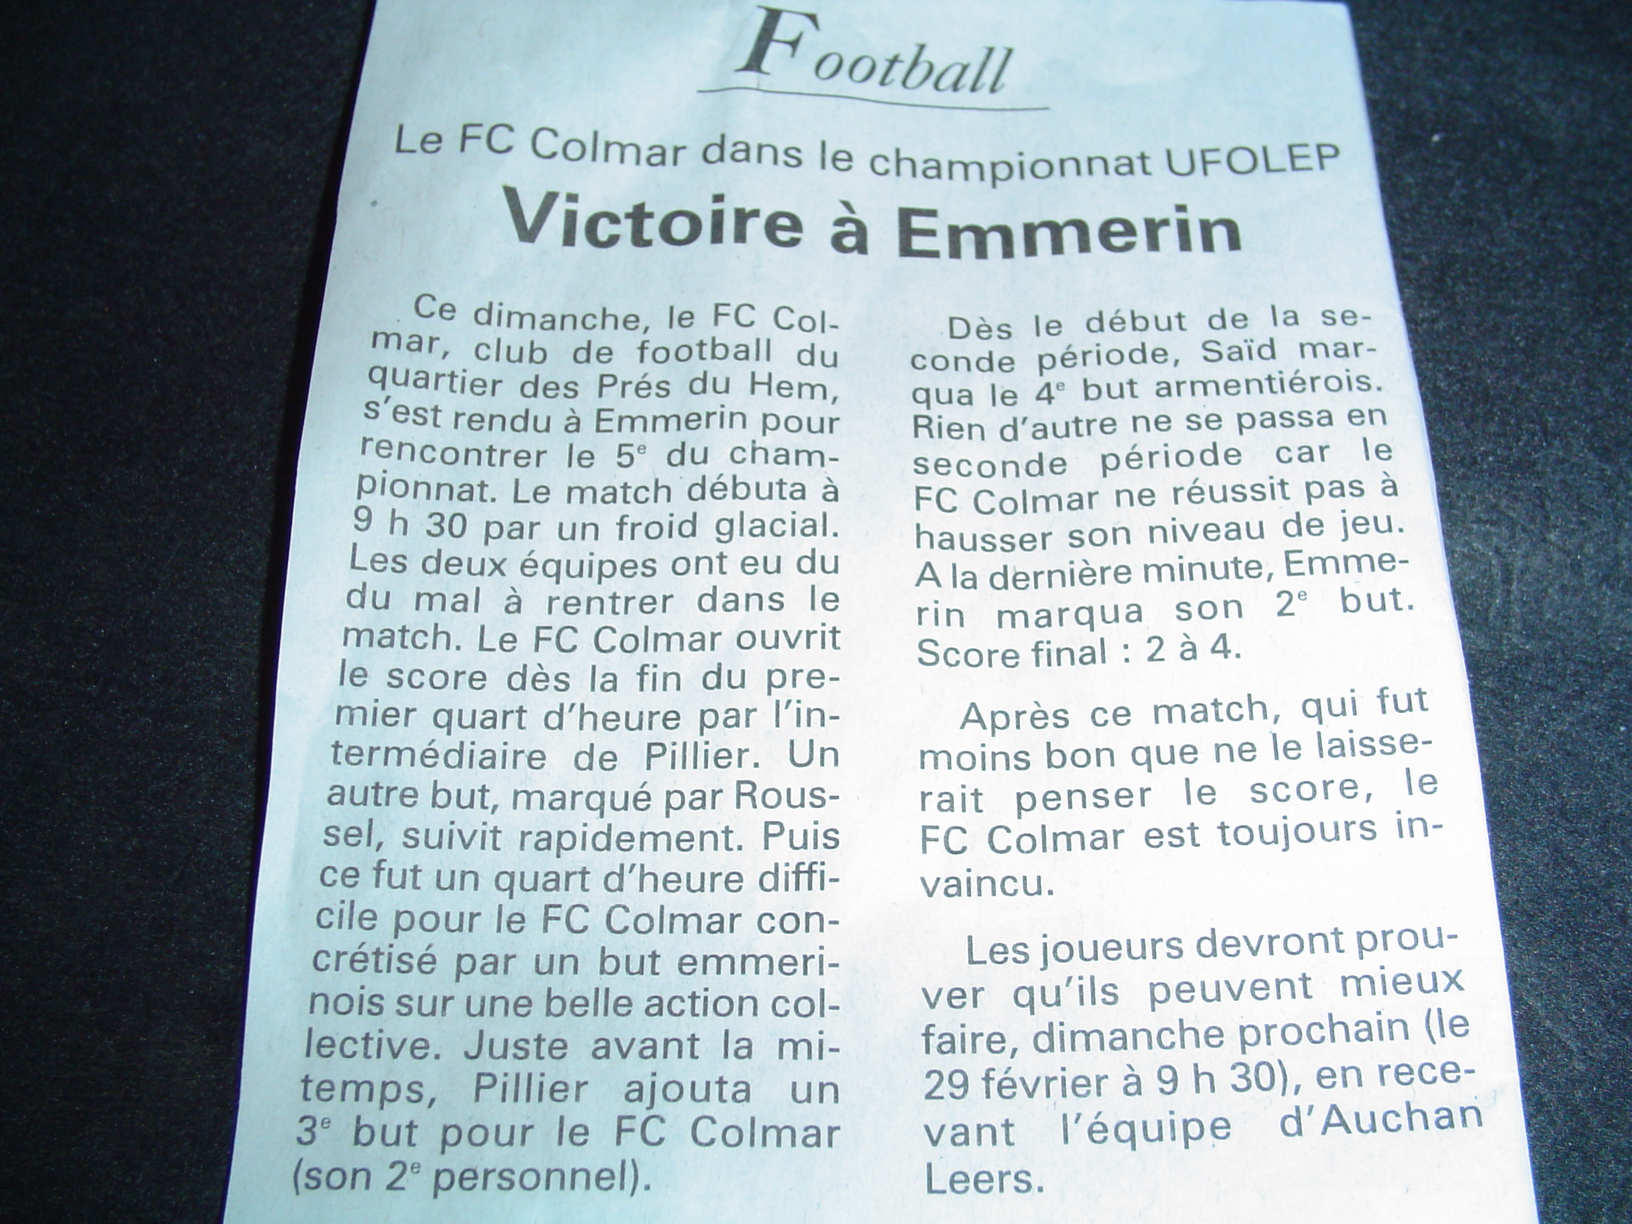 Football
Le FC Colmar dans le championnat UFOLEP
Victoire à Emmerin
Ce dimanche, le FC Col-
mar, club de football du
quartier des Prés du Hem,
s'est rendu à Emmerin pour
rencontrer le 5e du cham-
pionnat. Le match débuta à
9 h 30 par un froid glacial.
Les deux équipes ont eu du
du mal à rentrer dans le
match. Le FC Colmar ouvrit
le score dès la fin du pre-
mier quart d'heure par l'in-
termédiaire de Pillier. Un
autre but, marqué par Rous-
sel, suivit rapidement. Puis
ce fut un quart d'heure diffi-
cile pour le FC Colmar con-
crétisé par un but emmeri-
nois sur une belle action col-
lective. Juste avant la mi-
temps, Pillier ajouta un
3e but pour le FC Colmar
(son 2e personnel).
Dès le début de la se-
conde période, Saïd mar-
qua le 4e but armentiérois.
Rien d'autre ne se passa en
seconde période car le
FC Colmar ne réussit pas à
hausser son niveau de jeu.
A la dernière minute, Emme-
rin marqua son 2e but.
Score final : 2 à 4.
Après ce match, qui fut
moins bon que ne le laisse-
rait penser le score, le
FC Colmar est toujours in-
vaincu.
Les joueurs devront prou-
ver qu'ils peuvent mieux
faire, dimanche prochain (le
29 février à 9 h 30), en rece-
vant l'équipe d'Auchan
Leers.